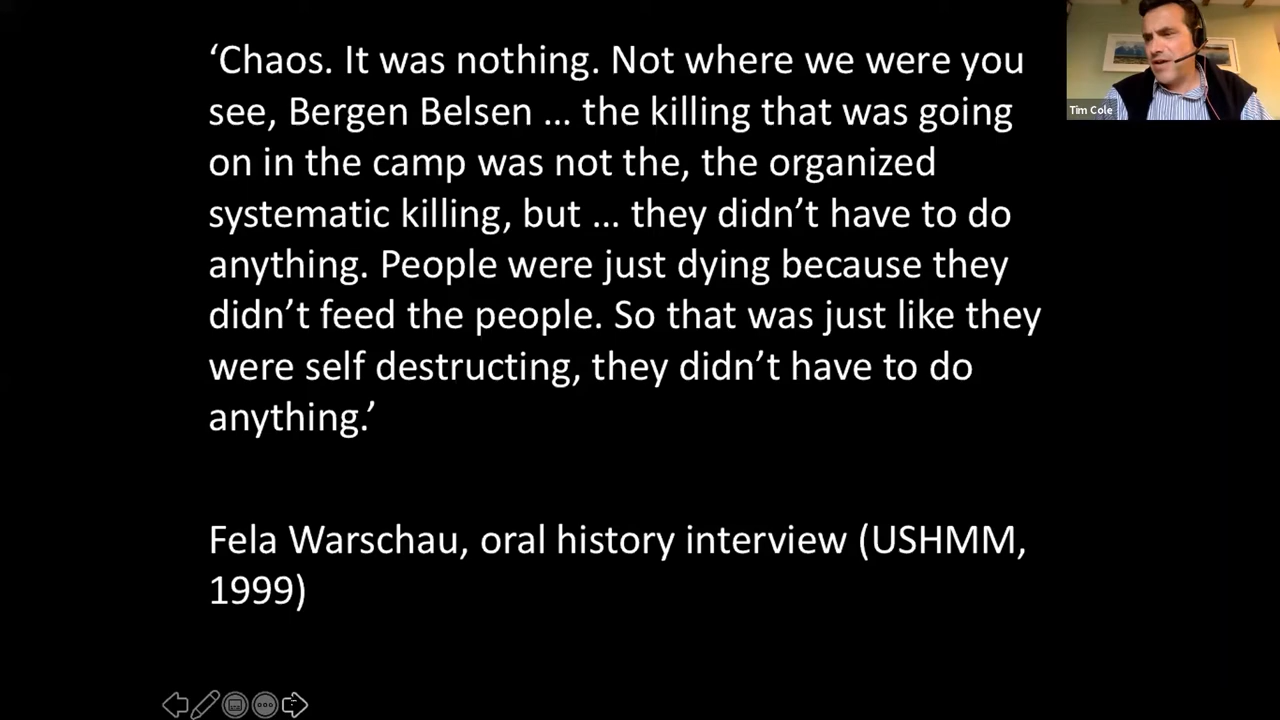 ‘Chaos. It was nothing. Not where we were you
see, Bergen Belsen … the killing that was going
on in the camp was not the, the organized
systematic killing, but … they didn’t have to do
anything. People were just dying because they
didn’t feed the people. So that was just like they
were self destructing, they didn’t have to do
anything.’
Fela Warschau, oral history interview (USHMM,
1999)
Tim Cole